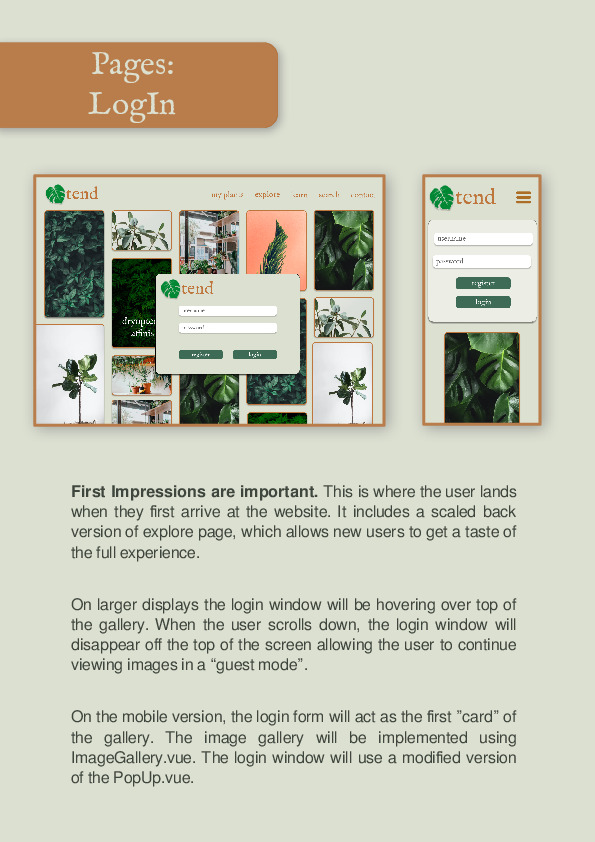 Pages:
LogIn
tend
my plants explore search
tend
username
password
register login
dryopteris
affinis
tend
username
password
register
login
First Impressions are important. This is where the user lands
when they first arrive at the website. It includes a scaled back
version of explore page, which allows new users to get a taste of
the full experience.
On larger displays the login window will be hovering over top of
the gallery. When the user scrolls down, the login window will
disappear off the top of the screen allowing the user to continue
viewing images in a “guest mode”.
On the mobile version, the login form will act as the first ”card” of
the gallery. The image gallery will be implemented using
ImageGallery.vue. The login window will use a modified version
of the PopUp.vue.